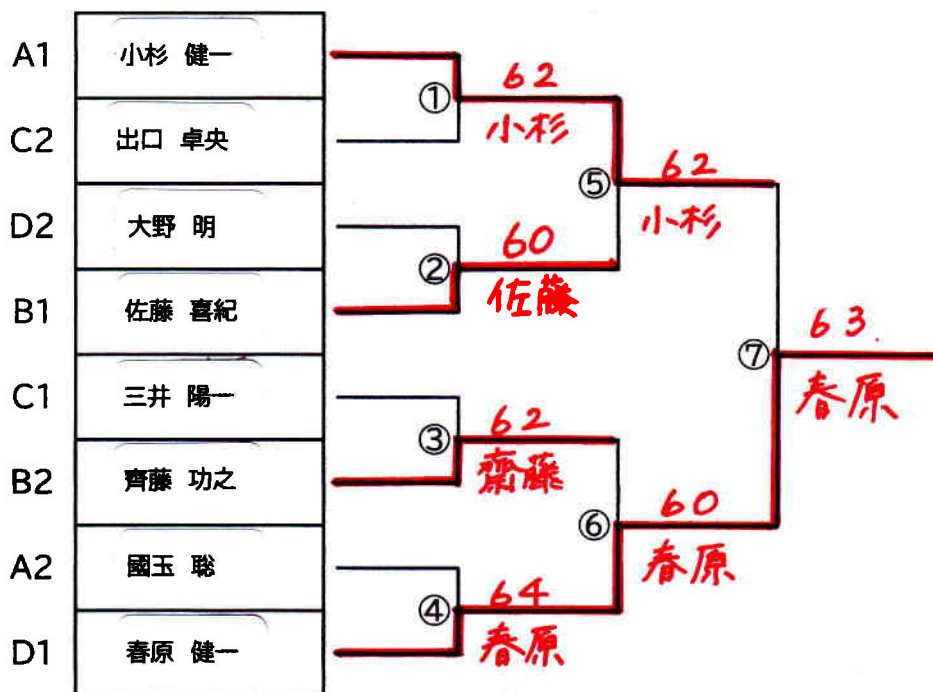 A1 小杉 健一
C2 出口 卓央
D2 大野 明
B1 佐藤 喜紀
C1 三井 陽一
B2 齊藤 功之
A2 國玉 聡
D1 春原 健一
① 62
小杉
② 60
佐藤
③ 62
齋藤
④ 64
春原
⑤ 62
小杉
⑥ 60
春原
⑦ 63.
春原